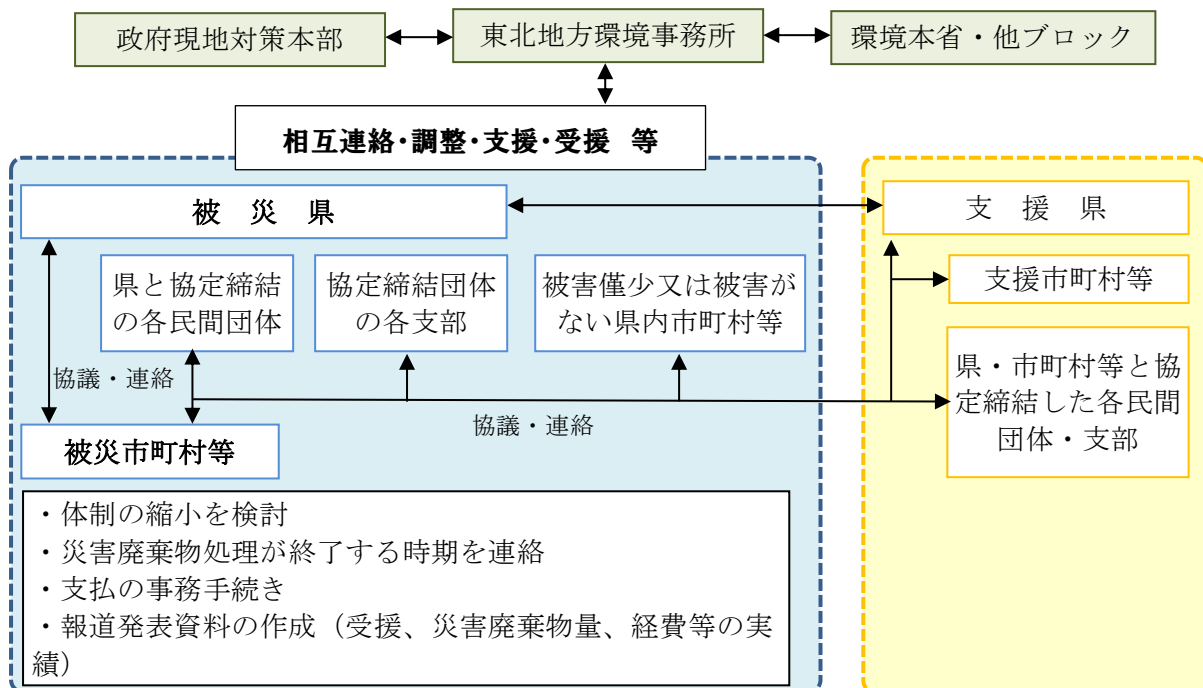 政府現地対策本部
東北地方環境事務所
環境本省・他ブロック
相互連絡・調整・支援・受援 等
被 災 県
支 援 県
県と協定締結
の各民間団体
協定締結団体
の各支部
被害僅少又は被害が
ない県内市町村等
支援市町村等
県・市町村等と協
定締結した各民間
団体・支部
協議・連絡
協議・連絡
被災市町村等
・体制の縮小を検討
・災害廃棄物処理が終了する時期を連絡
・支払の事務手続き
・報道発表資料の作成（受援、災害廃棄物量、経費等の実
績）